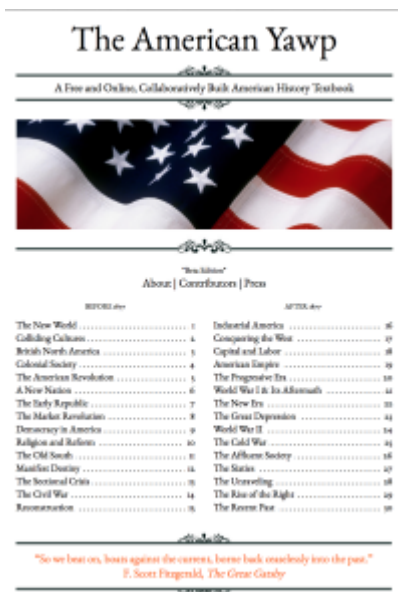 The American Yawp
A Free and Online, Collaboratively Built American History Textbook
"Beta Edition"
About | Contributors | Press
BEFORE 1877
The New World 1
Colliding Cultures 2
British North America 3
Colonial Society 4
The American Revolution 5
A New Nation 6
The Early Republic 7
The Market Revolution 8
Democracy in America 9
Religion and Reform 10
The Old South 11
Manifest Destiny 12
The Sectional Crisis 13
The Civil War 14
Reconstruction 15
AFTER 1877
Industrial America 16
Conquering the West 17
Capital and Labor 18
American Empire 19
The Progressive Era 20
World War I & Its Aftermath 21
The New Era 22
The Great Depression 23
World War II 24
The Cold War 25
The Affluent Society 26
The Sixties 27
The Unraveling 28
The Rise of the Right 29
The Recent Past 30
"So we beat on, boats against the current, borne back ceaselessly into the past."
F. Scott Fitzgerald, The Great Gatsby